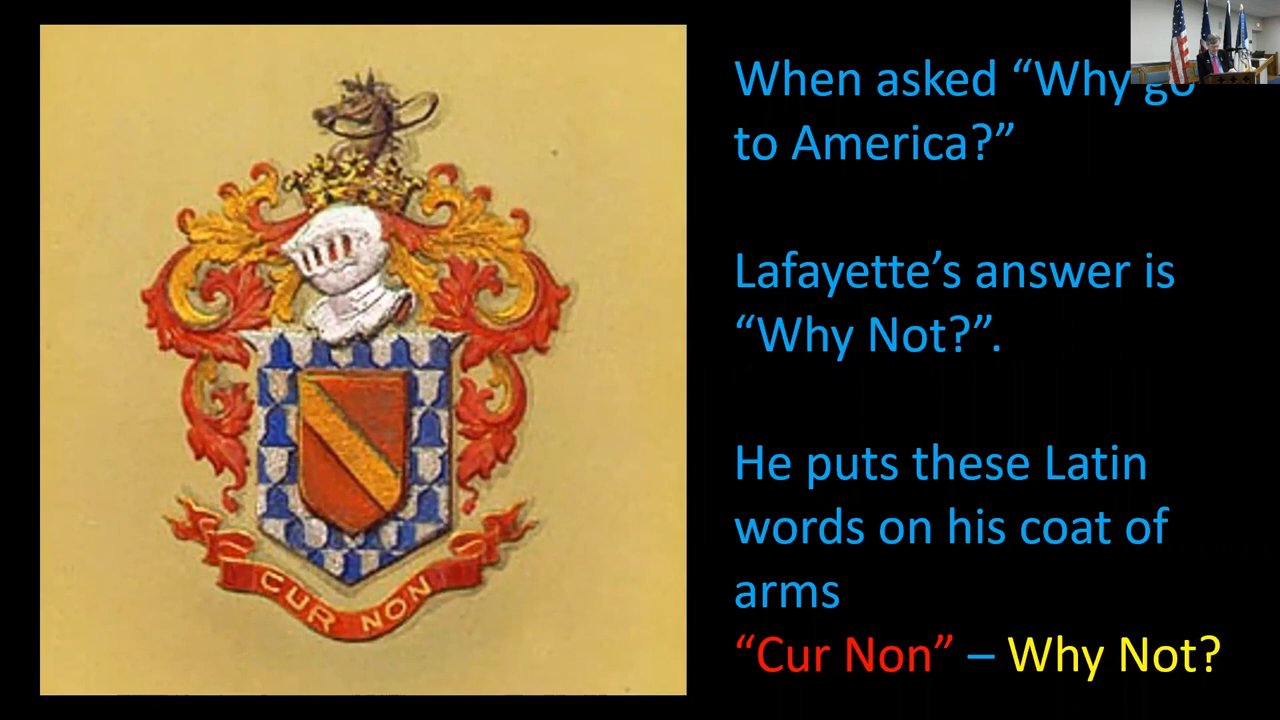 When asked “Why go
to America?”
Lafayette’s answer is
“Why Not?”.
He puts these Latin
words on his coat of
arms
“Cur Non” – Why Not?
CUR NON